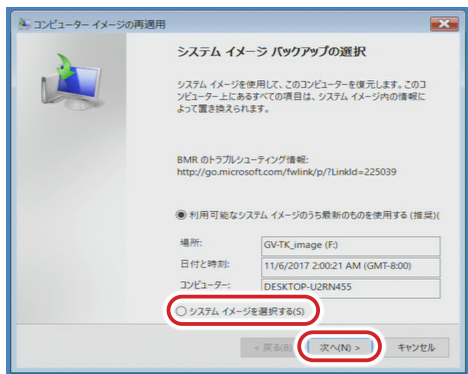 コンピューター イメージの再適用
システム イメージ バックアップの選択
システム イメージを使用して、このコンピューターを復元します。このコ
ンピューター上にあるすべての項目は、システム イメージ内の情報に
よって置き換えられます。
BMR のトラブルシューティング情報:
http://go.microsoft.com/fwlink/p/?LinkId=225039
利用可能なシステム イメージのうち最新のものを使用する (推奨)(
場所: GV-TK_image (F:)
日付と時刻: 11/6/2017 2:00:21 AM (GMT-8:00)
コンピューター: DESKTOP-U2RN455
システム イメージを選択する(S)
< 戻る(B) 次へ(N) > キャンセル